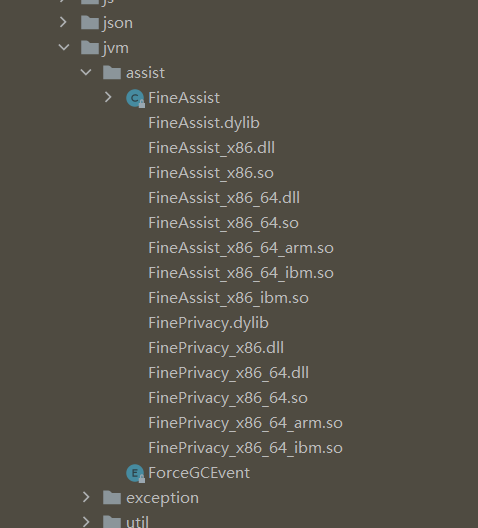 js
json
jvm
assist
FineAssist
FineAssist.dylib
FineAssist_x86.dll
FineAssist_x86.so
FineAssist_x86_64.dll
FineAssist_x86_64.so
FineAssist_x86_64_arm.so
FineAssist_x86_64_ibm.so
FineAssist_x86_ibm.so
FinePrivacy.dylib
FinePrivacy_x86.dll
FinePrivacy_x86_64.dll
FinePrivacy_x86_64.so
FinePrivacy_x86_64_arm.so
FinePrivacy_x86_64_ibm.so
ForceGCEvent
exception
util